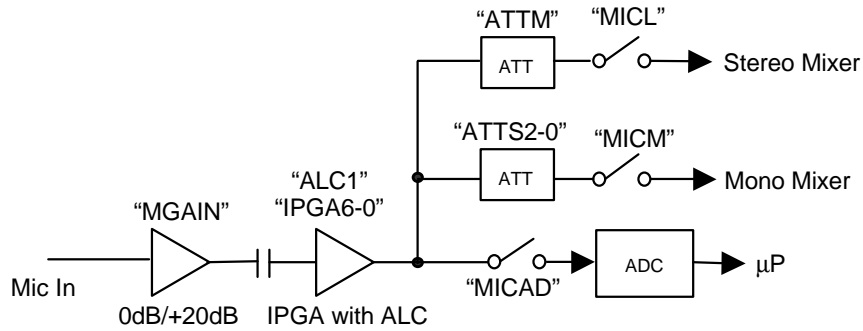 “ATTM” “MICL”
ATT
Stereo Mixer
“ATTS2-0” “MICM”
ATT
Mono Mixer
“ALC1”
“MGAIN” “IPGA6-0”
ADC
μP
Mic In
“MICAD”
0dB/+20dB IPGA with ALC